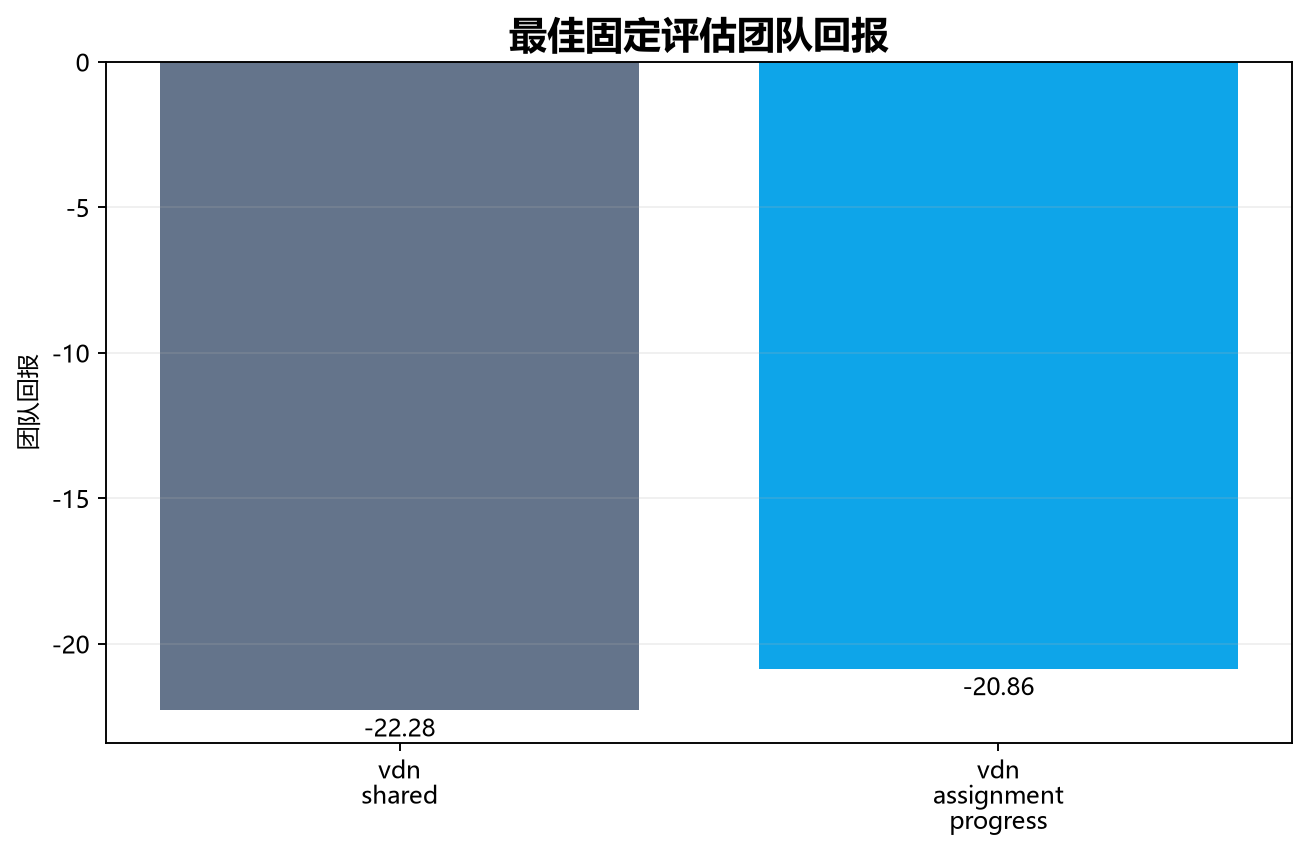 最佳固定评估团队回报
团队回报
0
-5
-10
-15
-20
-22.28
-20.86
vdn
shared
vdn
assignment
progress